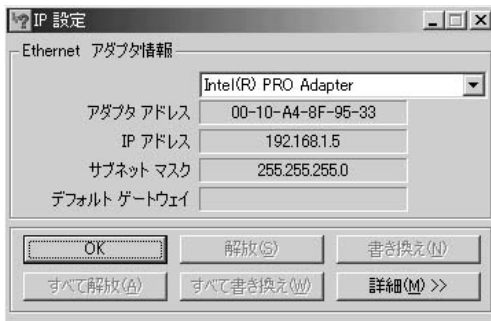 IP 設定
Ethernet アダプタ情報
Intel(R) PRO Adapter
アダプタ アドレス 00-10-A4-8F-95-33
IP アドレス 192.168.1.5
サブネット マスク 255.255.255.0
デフォルト ゲートウェイ
OK 解放(S) 書き換え(N)
すべて解放(A) すべて書き換え(W) 詳細(M) >>